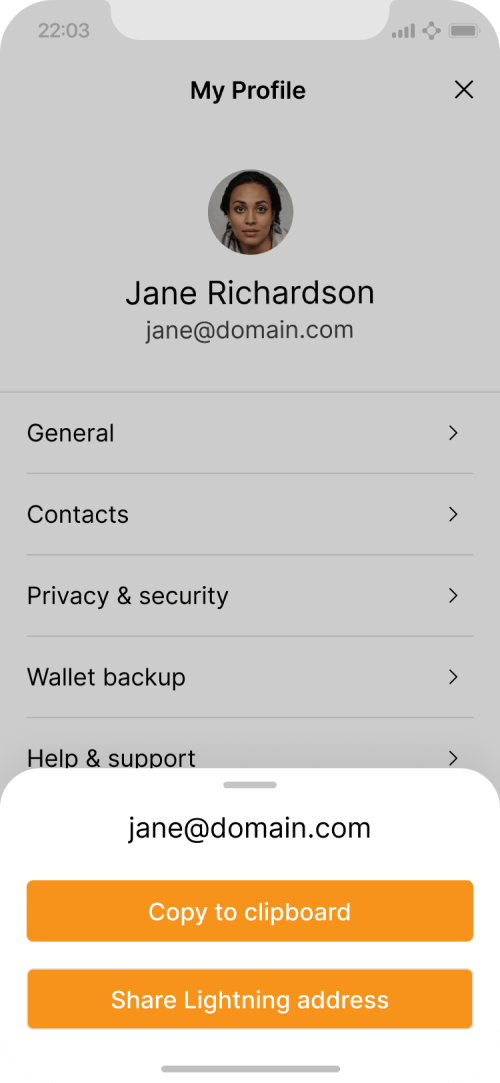 22:03
My Profile
Jane Richardson
jane@domain.com
General
Contacts
Privacy & security
Wallet backup
Help & support
jane@domain.com
Copy to clipboard
Share Lightning address